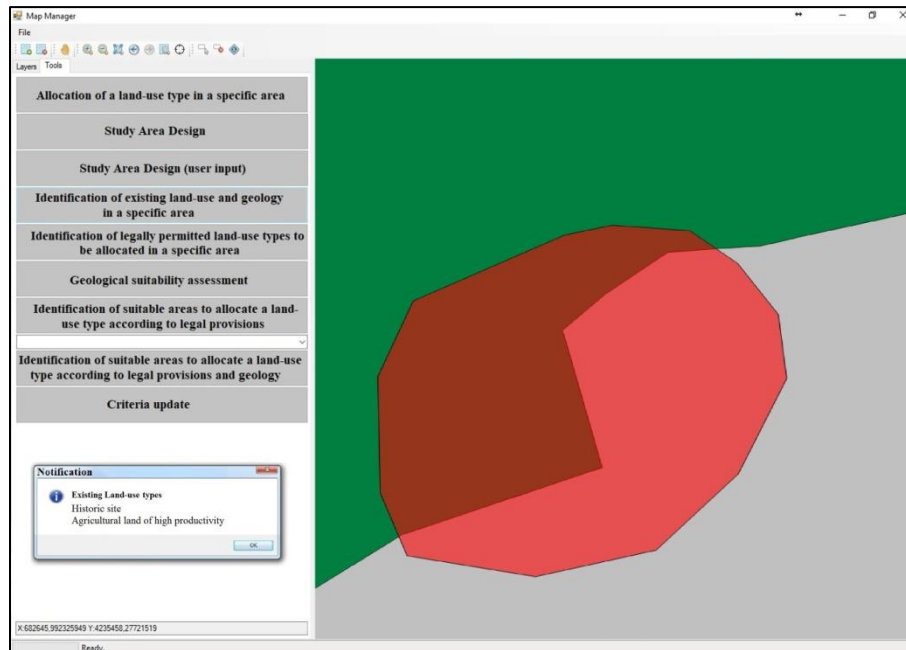 Map Manager
File
Layers Tools
Allocation of a land-use type in a specific area
Study Area Design
Study Area Design (user input)
Identification of existing land-use and geology
in a specific area
Identification of legally permitted land-use types to
be allocated in a specific area
Geological suitability assessment
Identification of suitable areas to allocate a land-
use type according to legal provisions
Identification of suitable areas to allocate a land-use
type according to legal provisions and geology
Criteria update
Notification
Existing Land-use types
Historic site
Agricultural land of high productivity
OK
X:682645,992325949 Y:4235458,27721519
Ready.